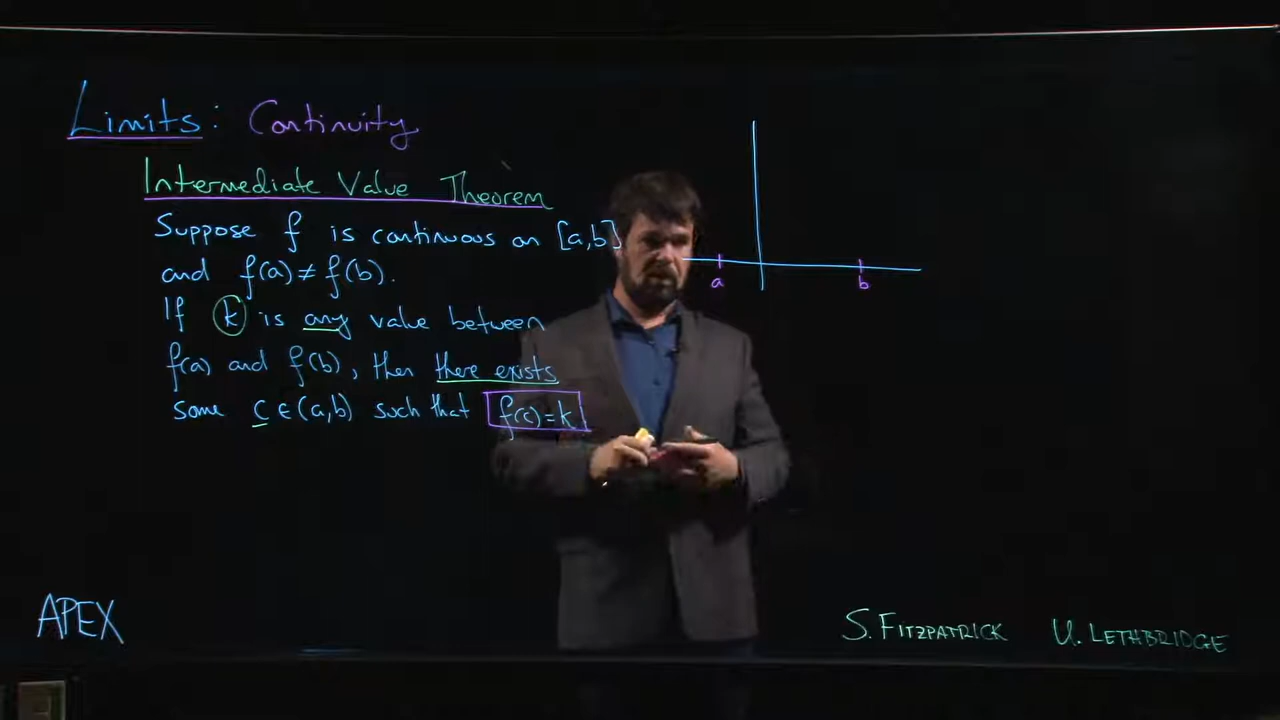 Limits: Continuity
Intermediate Value Theorem
Suppose f is continuous on [a,b]
and f(a) ≠ f(b).
If k is any value between
f(a) and f(b), then there exists
some c ∈ (a,b) such that f(c)=k
a b
APEX
S. FITZPATRICK U. LETHBRIDGE